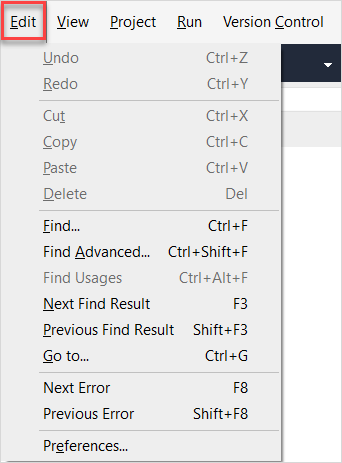 Edit View Project Run Version Control
Undo Ctrl+Z
Redo Ctrl+Y
Cut Ctrl+X
Copy Ctrl+C
Paste Ctrl+V
Delete Del
Find... Ctrl+F
Find Advanced... Ctrl+Shift+F
Find Usages Ctrl+Alt+F
Next Find Result F3
Previous Find Result Shift+F3
Go to... Ctrl+G
Next Error F8
Previous Error Shift+F8
Preferences...